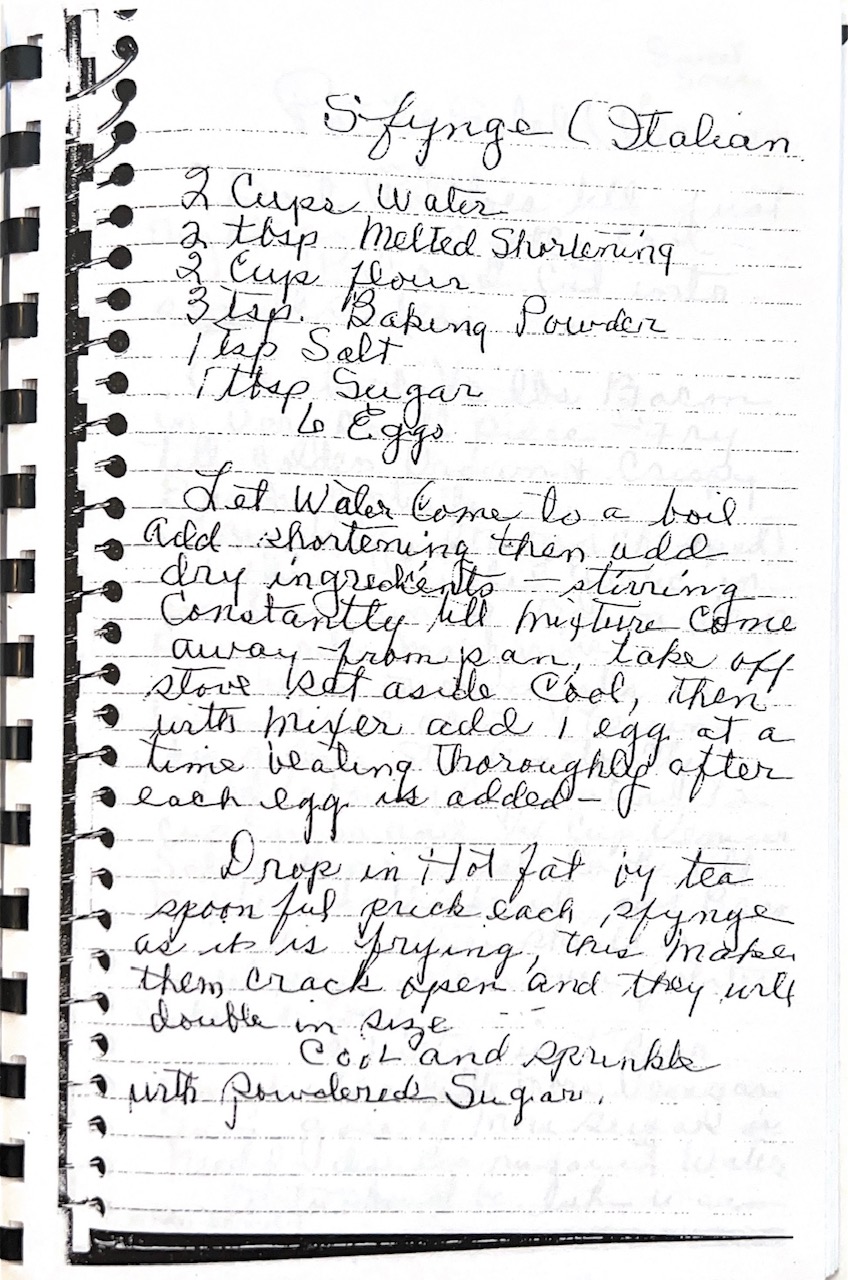 Sfynge (Italian
2 Cups Water
2 tbsp Melted Shortening
2 Cup flour
3 tsp. Baking Powder
1 tsp Salt
1 tbsp Sugar
6 Eggs
Let Water Come to a boil
add shortening then add
dry ingredients - stirring
Constantly till mixture come
away from pan, take off
stove set aside Cool, then
with mixer add 1 egg at a
time beating thoroughly after
each egg is added -
Drop in Hot fat by tea
spoon ful prick each sfynge
as it is frying, this make
them crack open and they will
double in size
Cool and sprinkle
with powdered Sugar.